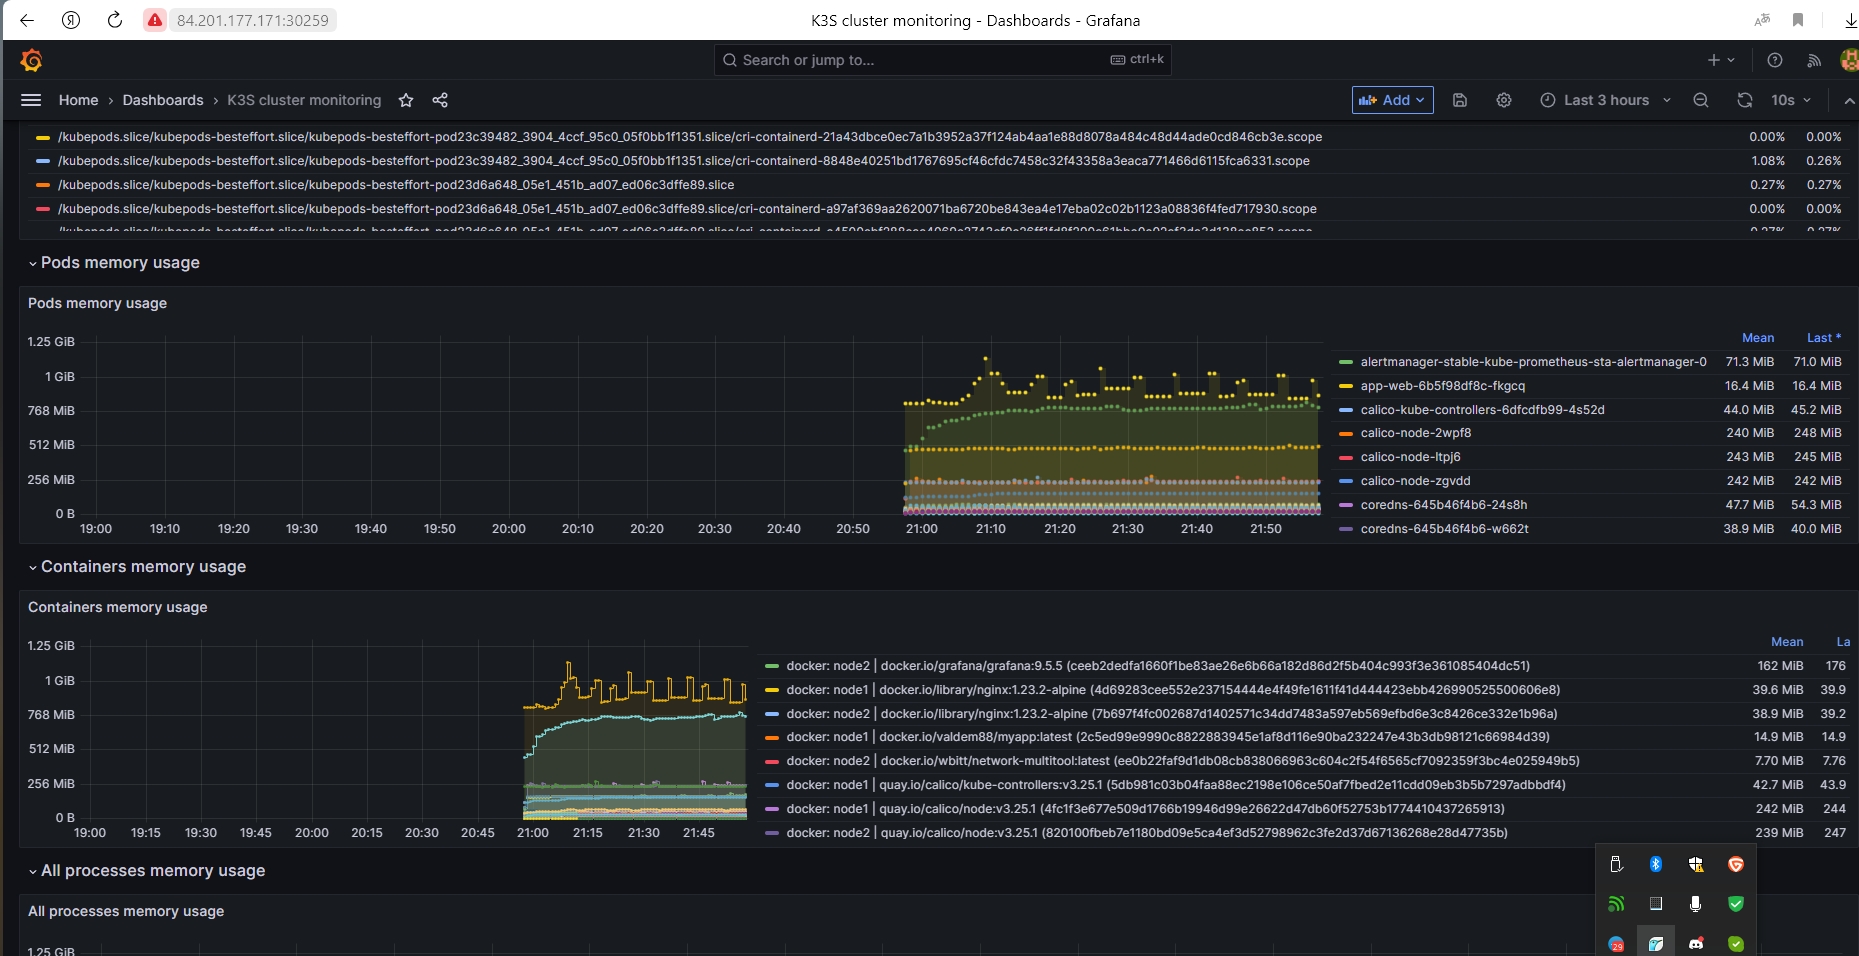 84.201.177.171:30259
K3S cluster monitoring - Dashboards - Grafana
Search or jump to... ctrl+k
Home › Dashboards › K3S cluster monitoring
Add
Last 3 hours
10s
/kubepods.slice/kubepods-besteffort.slice/kubepods-besteffort-pod23c39482_3904_4ccf_95c0_05f0bb1f1351.slice/cri-containerd-21a43dbce0ec7a1b3952a37f124ab4aa1e88d8078a484c48d44ade0cd846cb3e.scope 0.00% 0.00%
/kubepods.slice/kubepods-besteffort.slice/kubepods-besteffort-pod23c39482_3904_4ccf_95c0_05f0bb1f1351.slice/cri-containerd-8848e40251bd1767695cf46cfdc7458c32f43358a3eaca771466d6115fca6331.scope 1.08% 0.26%
/kubepods.slice/kubepods-besteffort.slice/kubepods-besteffort-pod23d6a648_05e1_451b_ad07_ed06c3dffe89.slice 0.27% 0.27%
/kubepods.slice/kubepods-besteffort.slice/kubepods-besteffort-pod23d6a648_05e1_451b_ad07_ed06c3dffe89.slice/cri-containerd-a97af369aa2620071ba6720be843ea4e17eba02c02b1123a08836f4fed717930.scope 0.00% 0.00%
Pods memory usage
Pods memory usage
1.25 GiB
1 GiB
768 MiB
512 MiB
256 MiB
0 B
19:00 19:10 19:20 19:30 19:40 19:50 20:00 20:10 20:20 20:30 20:40 20:50 21:00 21:10 21:20 21:30 21:40 21:50
Mean Last *
alertmanager-stable-kube-prometheus-sta-alertmanager-0 71.3 MiB 71.0 MiB
app-web-6b5f98df8c-fkgcq 16.4 MiB 16.4 MiB
calico-kube-controllers-6dfcdfb99-4s52d 44.0 MiB 45.2 MiB
calico-node-2wpf8 240 MiB 248 MiB
calico-node-ltpj6 243 MiB 245 MiB
calico-node-zgvdd 242 MiB 242 MiB
coredns-645b46f4b6-24s8h 47.7 MiB 54.3 MiB
coredns-645b46f4b6-w662t 38.9 MiB 40.0 MiB
Containers memory usage
Containers memory usage
1.25 GiB
1 GiB
768 MiB
512 MiB
256 MiB
0 B
19:00 19:15 19:30 19:45 20:00 20:15 20:30 20:45 21:00 21:15 21:30 21:45
Mean La
docker: node2 | docker.io/grafana/grafana:9.5.5 (ceeb2dedfa1660f1be83ae26e6b66a182d86d2f5b404c993f3e361085404dc51) 162 MiB 176
docker: node1 | docker.io/library/nginx:1.23.2-alpine (4d69283cee552e237154444e4f49fe1611f41d444423ebb426990525500606e8) 39.6 MiB 39.9
docker: node2 | docker.io/library/nginx:1.23.2-alpine (7b697f4fc002687d1402571c34dd7483a597eb569efbd6e3c8426ce332e1b96a) 38.9 MiB 39.2
docker: node1 | docker.io/valdem88/myapp:latest (2c5ed99e9990c8822883945e1af8d116e90ba232247e43b3db98121c66984d39) 14.9 MiB 14.9
docker: node2 | docker.io/wbitt/network-multitool:latest (ee0b22faf9d1db08cb838066963c604c2f54f6565cf7092359f3bc4e025949b5) 7.70 MiB 7.76
docker: node1 | quay.io/calico/kube-controllers:v3.25.1 (5db981c03b04faa88ec2198e106ce50af7fbed2e11cdd09eb3b5b7297adbbdf4) 42.7 MiB 43.9
docker: node1 | quay.io/calico/node:v3.25.1 (4fc1f3e677e509d1766b19946d99e26622d47db60f52753b1774410437265913) 242 MiB 244
docker: node2 | quay.io/calico/node:v3.25.1 (820100fbeb7e1180bd09e5ca4ef3d52798962c3fe2d37d67136268e28d47735b) 239 MiB 247
All processes memory usage
All processes memory usage
1.25 GiB
29